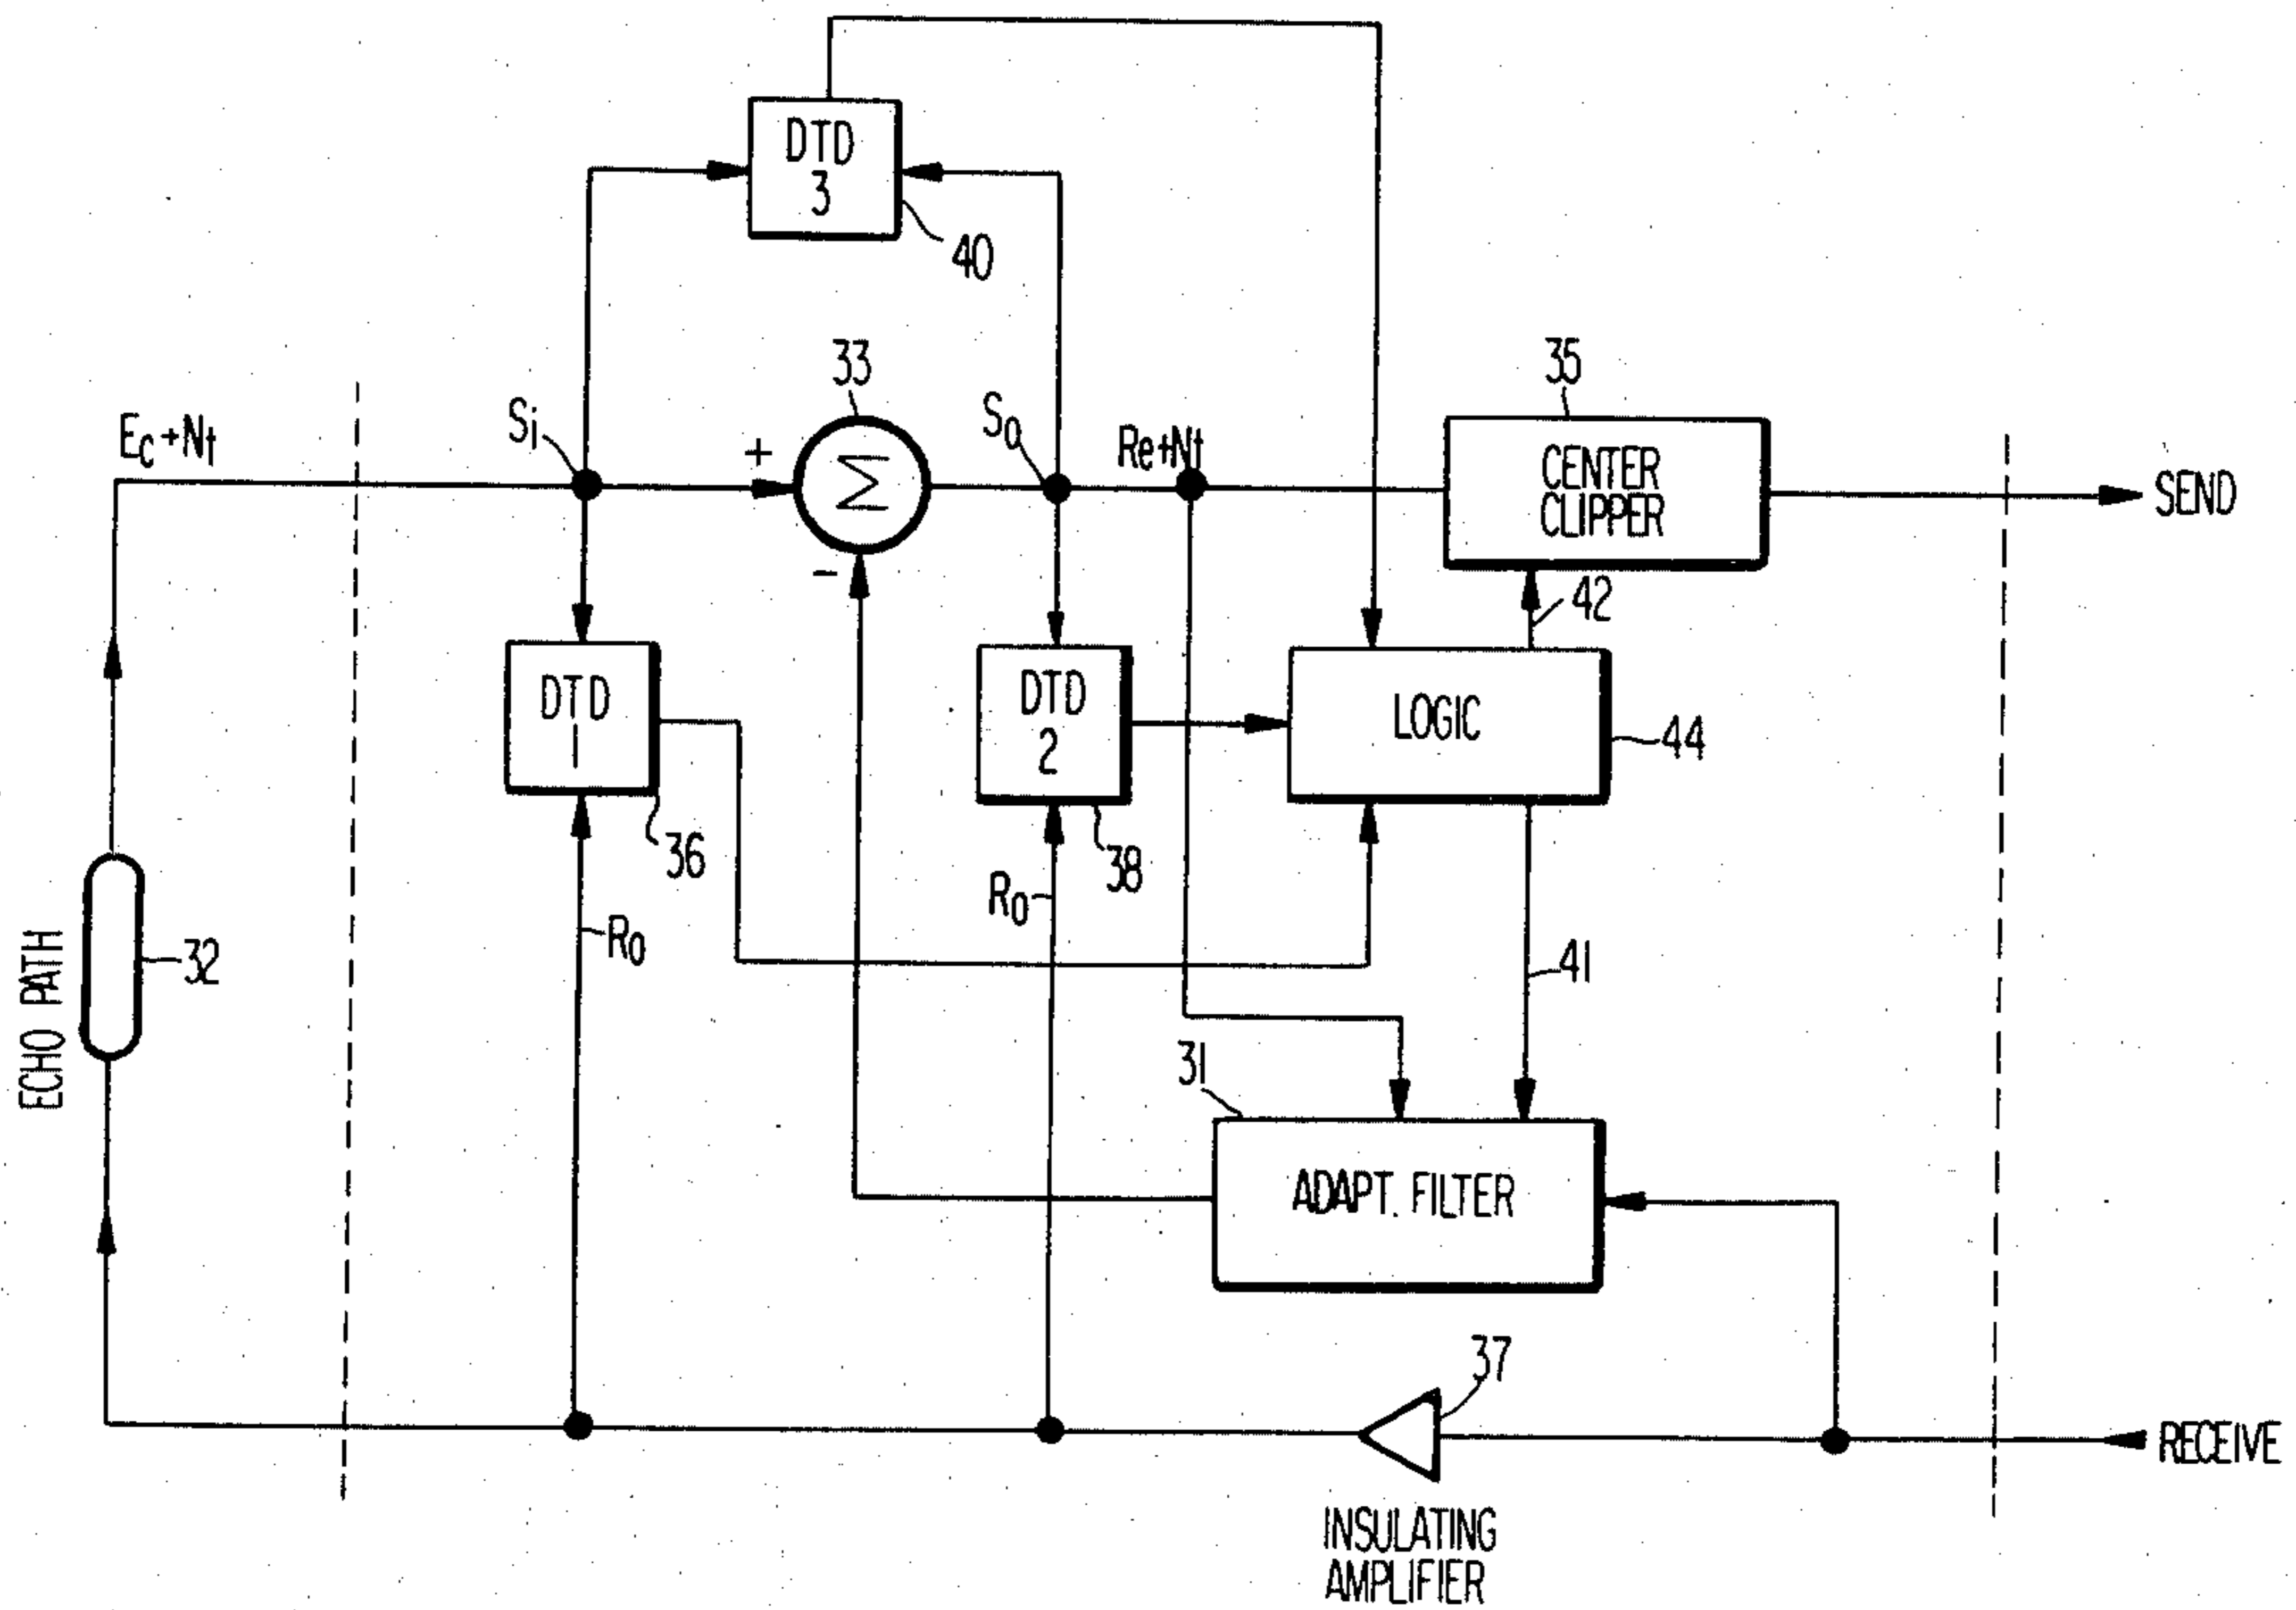 DTD
3
40
33
35
Ec+Nt
Si
+
Σ
So
Re+Nt
CENTER
CLIPPER
SEND
-
42
DTD
1
DTD
2
LOGIC
44
36
38
Ro
Ro
ECHO PATH
32
41
31
ADAPT. FILTER
37
RECEIVE
INSULATING
AMPLIFIER